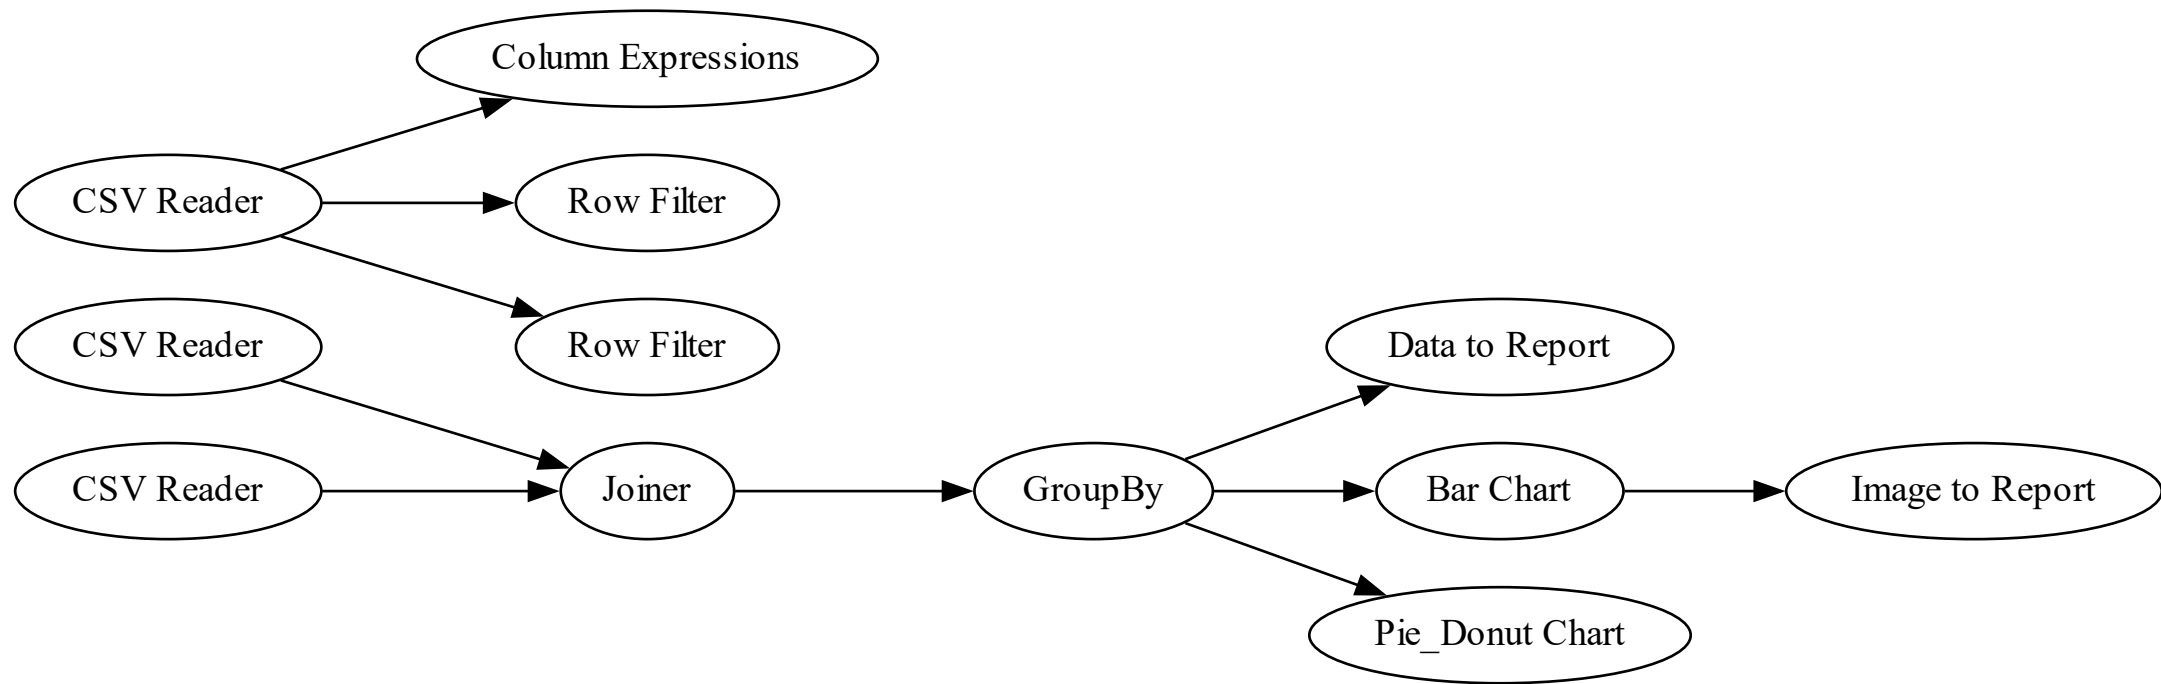 Column Expressions
CSV Reader
Row Filter
CSV Reader
Row Filter
Data to Report
CSV Reader
Joiner
GroupBy
Bar Chart
Image to Report
Pie_Donut Chart